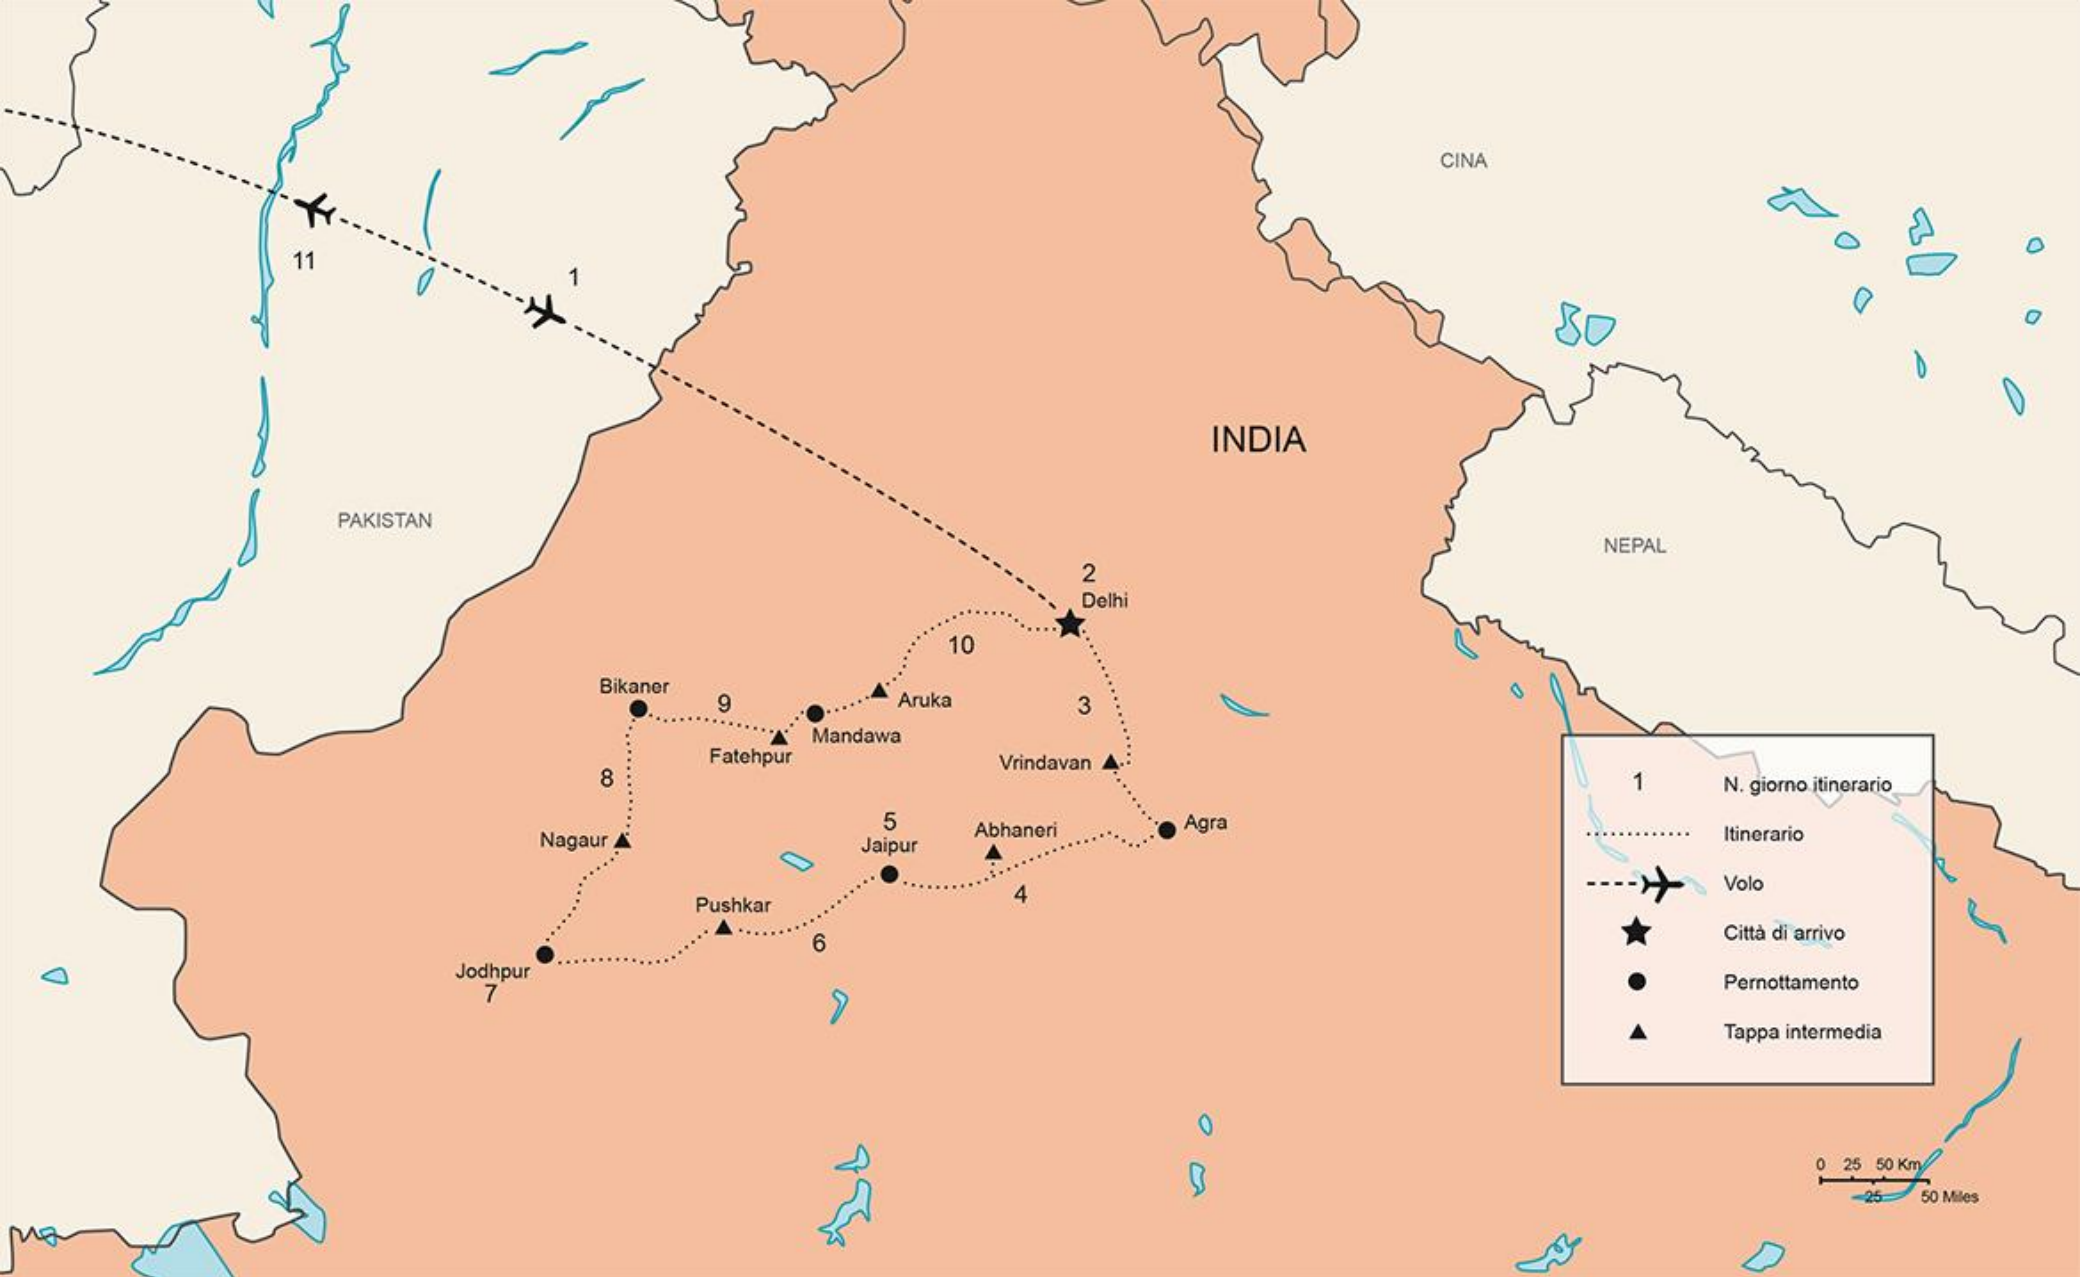 CINA
11
1
INDIA
PAKISTAN
NEPAL
2
Delhi
10
Bikaner
9
Aruka
3
Mandawa
Fatehpur
Vrindavan
8
5
Nagaur
Jaipur
Abhaneri
Agra
4
Pushkar
6
Jodhpur
7
1 N. giorno itinerario
Itinerario
Volo
Città di arrivo
Pernottamento
Tappa intermedia
0 25 50 Km
25 50 Miles